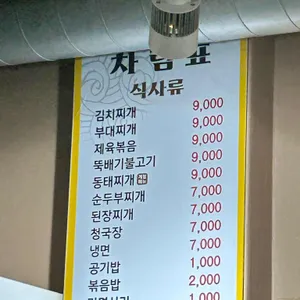 차림표
식사류
김치찌개 9,000
부대찌개 9,000
제육볶음 9,000
뚝배기불고기 9,000
동태찌개 9,000
순두부찌개 7,000
된장찌개 7,000
청국장 7,000
냉면 7,000
공기밥 1,000
볶음밥 2,000
1,000